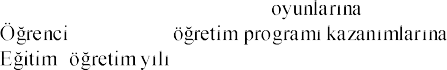 oyunlarına
Öğrenci öğretim programı kazanımlarına
Eğitim öğretim yılı